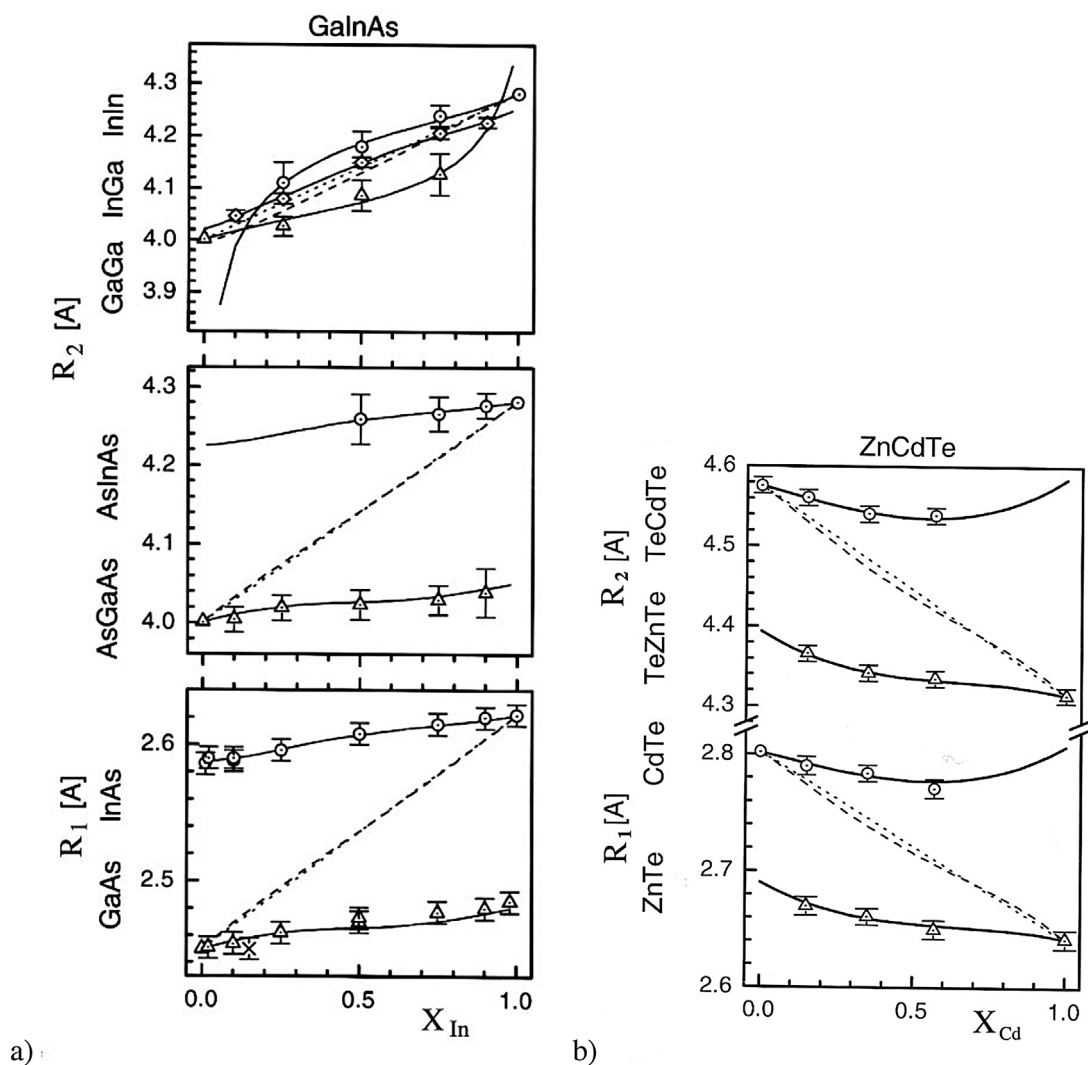 GaInAs
4.3
4.2
4.1
4.0
3.9
GaGa InGa InIn
R2 [A]
4.3
4.2
4.1
4.0
AsGaAs AsInAs
2.6
2.5
GaAs InAs
R1 [A]
0.0 0.5 1.0
XIn
a)
ZnCdTe
4.6
4.5
4.4
4.3
TeZnTe TeCdTe
R2 [A]
2.8
2.7
2.6
ZnTe CdTe
R1 [A]
0.0 0.5 1.0
XCd
b)